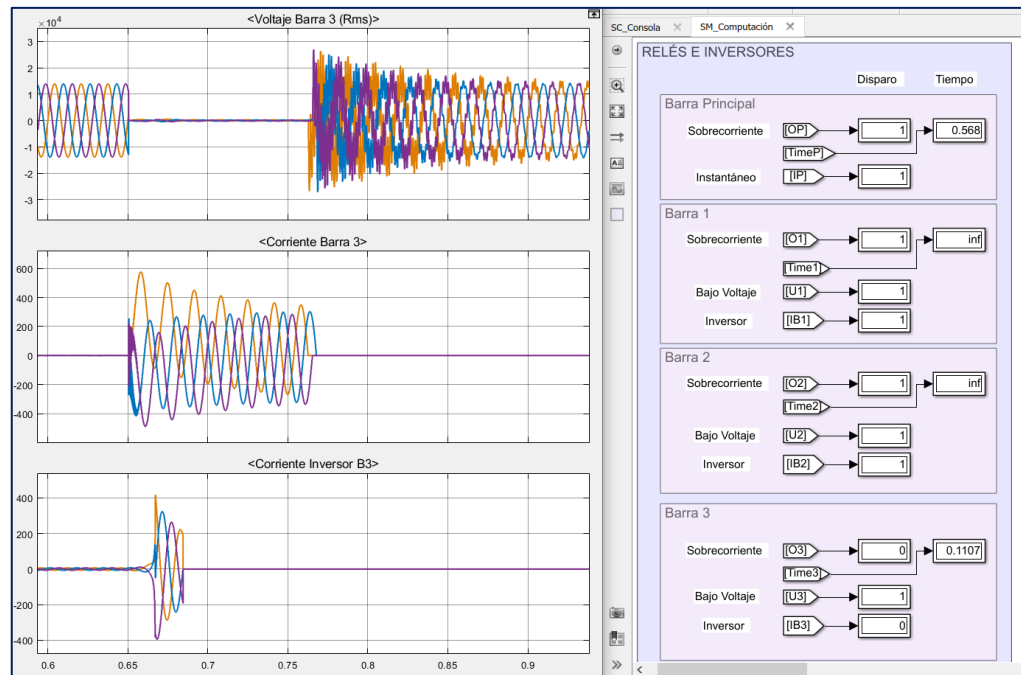 <Voltaje Barra 3 (Rms)>
×10⁴
3
2
1
0
-1
-2
-3
<Corriente Barra 3>
600
400
200
0
-200
-400
<Corriente Inversor B3>
400
200
0
-200
-400
0.6 0.65 0.7 0.75 0.8 0.85 0.9
SC_Consola
SM_Computación
RELÉS E INVERSORES
Disparo Tiempo
Barra Principal
Sobrecorriente [OP] 1 0.568
[TimeP]
Instantáneo [IP] 1
Barra 1
Sobrecorriente [O1] 1 inf
[Time1]
Bajo Voltaje [U1] 1
Inversor [IB1] 1
Barra 2
Sobrecorriente [O2] 1 inf
[Time2]
Bajo Voltaje [U2] 1
Inversor [IB2] 1
Barra 3
Sobrecorriente [O3] 0 0.1107
[Time3]
Bajo Voltaje [U3] 1
Inversor [IB3] 0